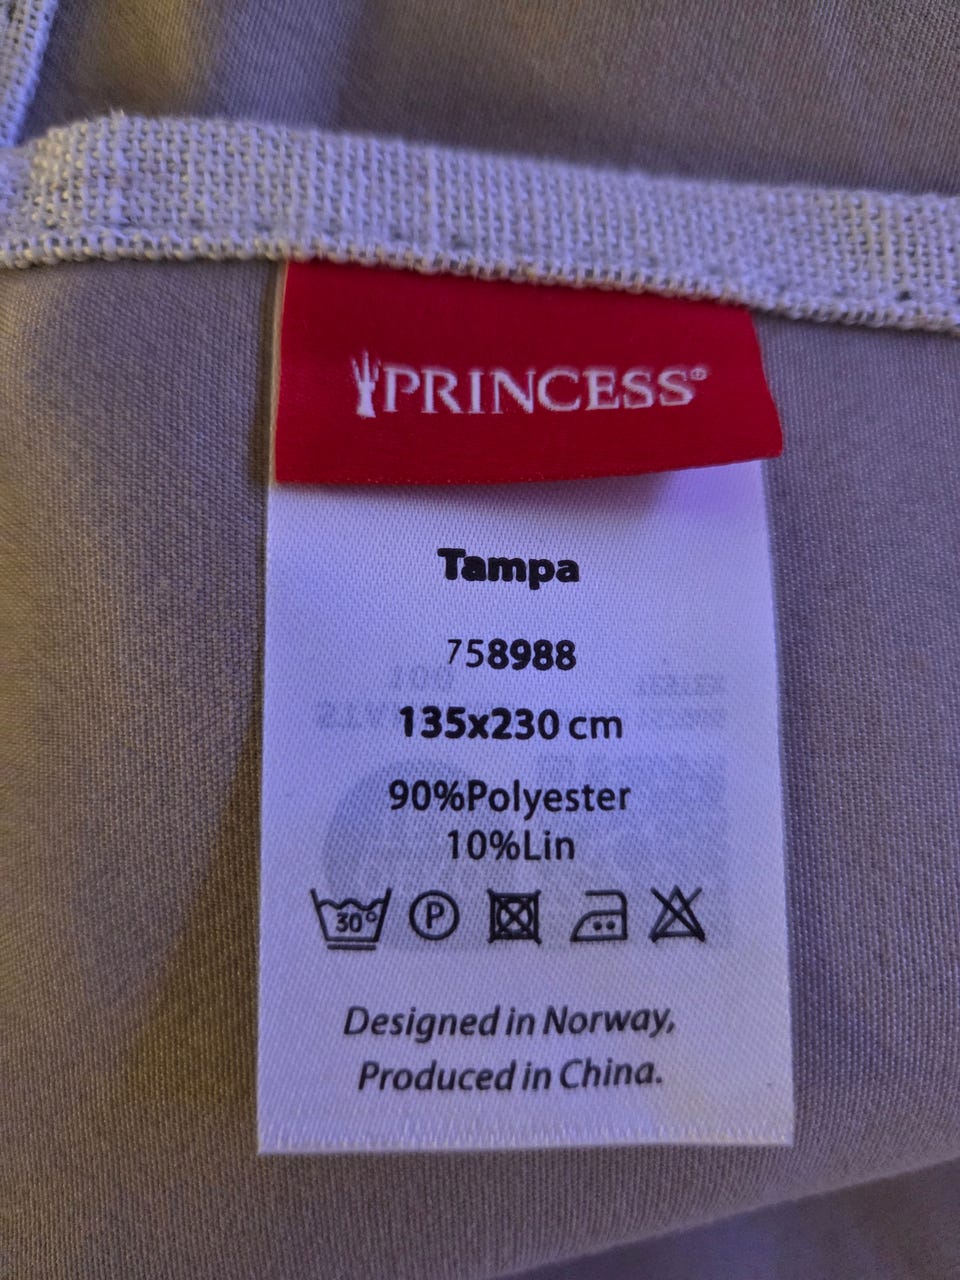 PRINCESS®
Tampa
758988
135x230 cm
90%Polyester
10%Lin
30°
P
Designed in Norway,
Produced in China.